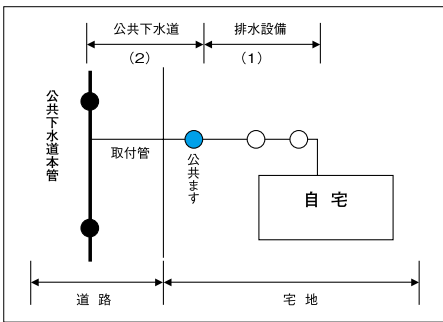 公共下水道
排水設備
（2）
（1）
公共下水道本管
取付管
公共ます
自宅
道路
宅地